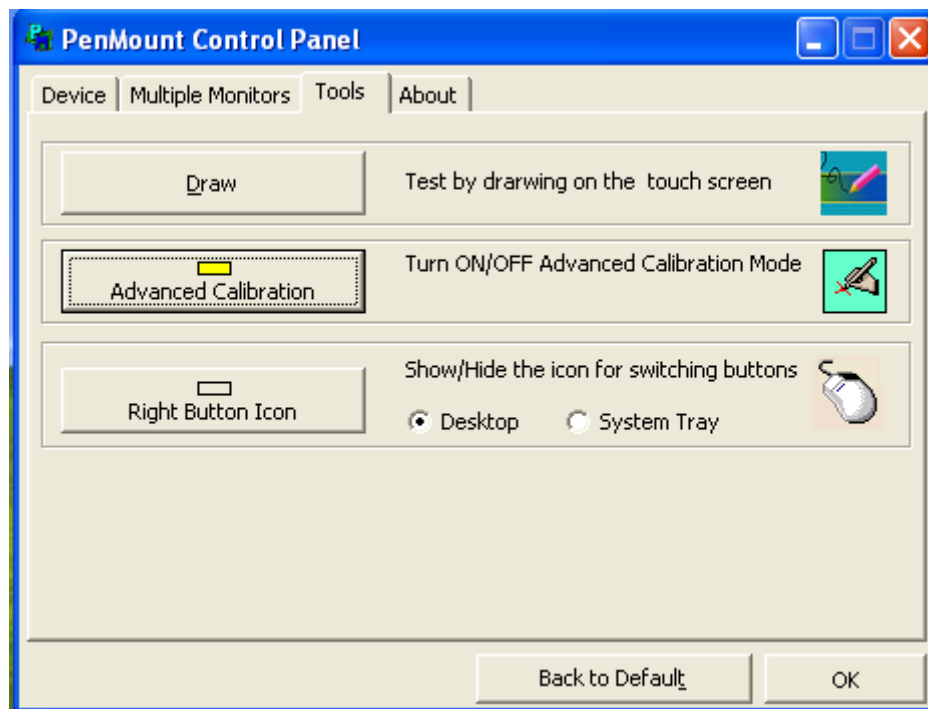 PenMount Control Panel
Device Multiple Monitors Tools About
Draw
Test by drarwing on the touch screen
Advanced Calibration
Turn ON/OFF Advanced Calibration Mode
Right Button Icon
Show/Hide the icon for switching buttons
Desktop System Tray
Back to Default OK